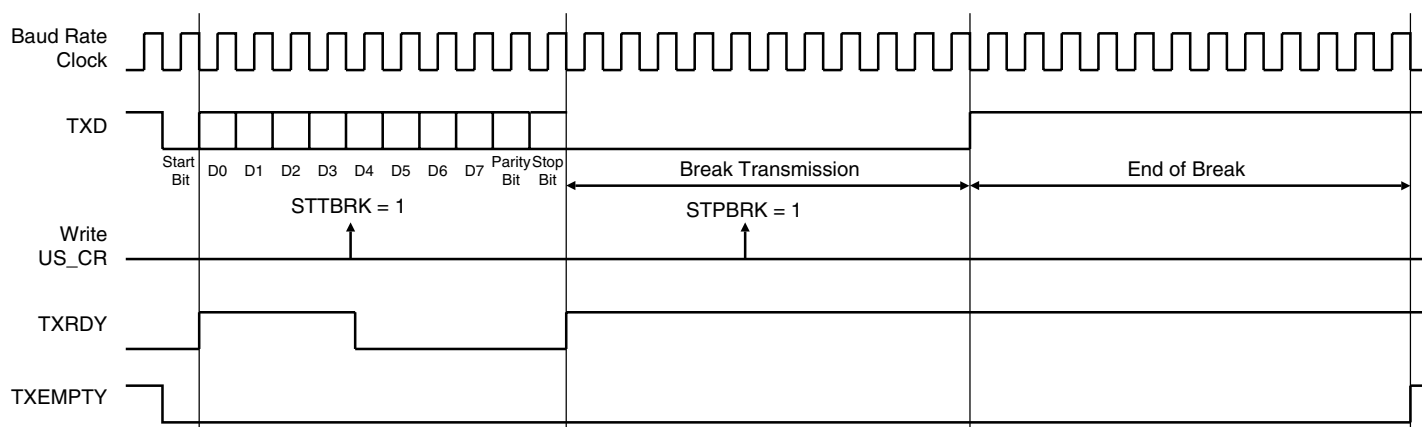 Baud Rate
Clock
TXD
Start
Bit
D0 D1 D2 D3 D4 D5 D6 D7
Parity
Bit
Stop
Bit
Break Transmission
End of Break
STTBRK = 1
STPBRK = 1
Write
US_CR
TXRDY
TXEMPTY